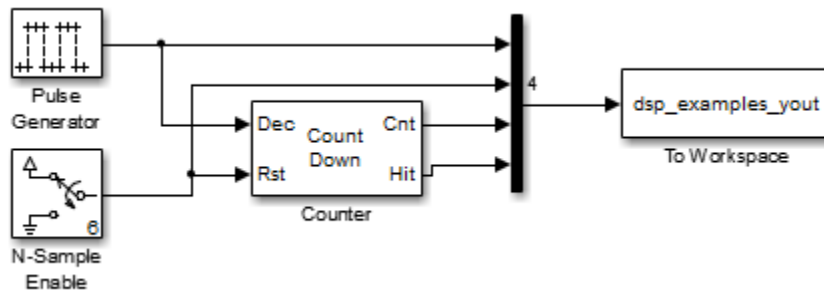 Pulse
Generator
6
N-Sample
Enable
Dec
Rst
Count
Down
Cnt
Hit
Counter
4
dsp_examples_yout
To Workspace